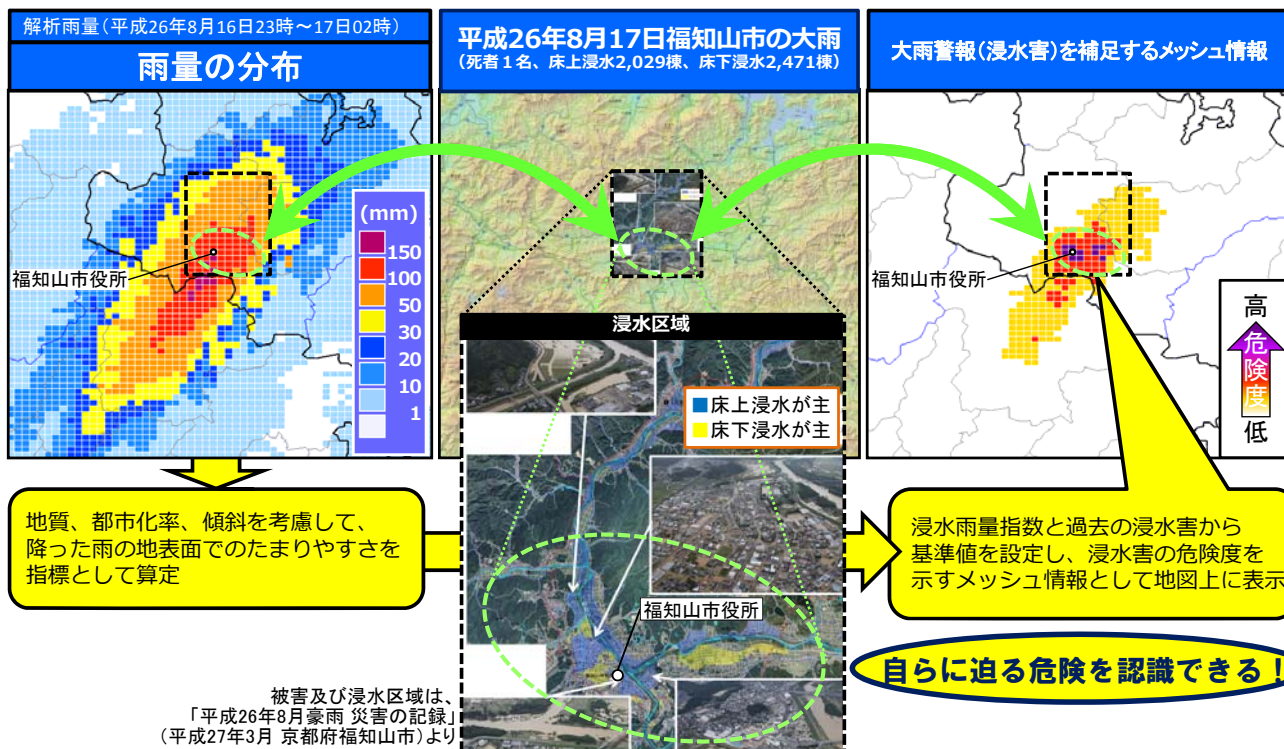 解析雨量(平成26年8月16日23時～17日02時)
雨量の分布
(mm)
150
100
50
30
20
10
1
福知山市役所
平成26年8月17日福知山市の大雨
(死者１名、床上浸水2,029棟、床下浸水2,471棟)
浸水区域
■床上浸水が主
■床下浸水が主
福知山市役所
大雨警報(浸水害)を補足するメッシュ情報
福知山市役所
高
危険度
低
地質、都市化率、傾斜を考慮して、
降った雨の地表面でのたまりやすさを
指標として算定
浸水雨量指数と過去の浸水害から
基準値を設定し、浸水害の危険度を
示すメッシュ情報として地図上に表示
自らに迫る危険を認識できる！
被害及び浸水区域は、
「平成26年8月豪雨 災害の記録」
(平成27年3月 京都府福知山市)より